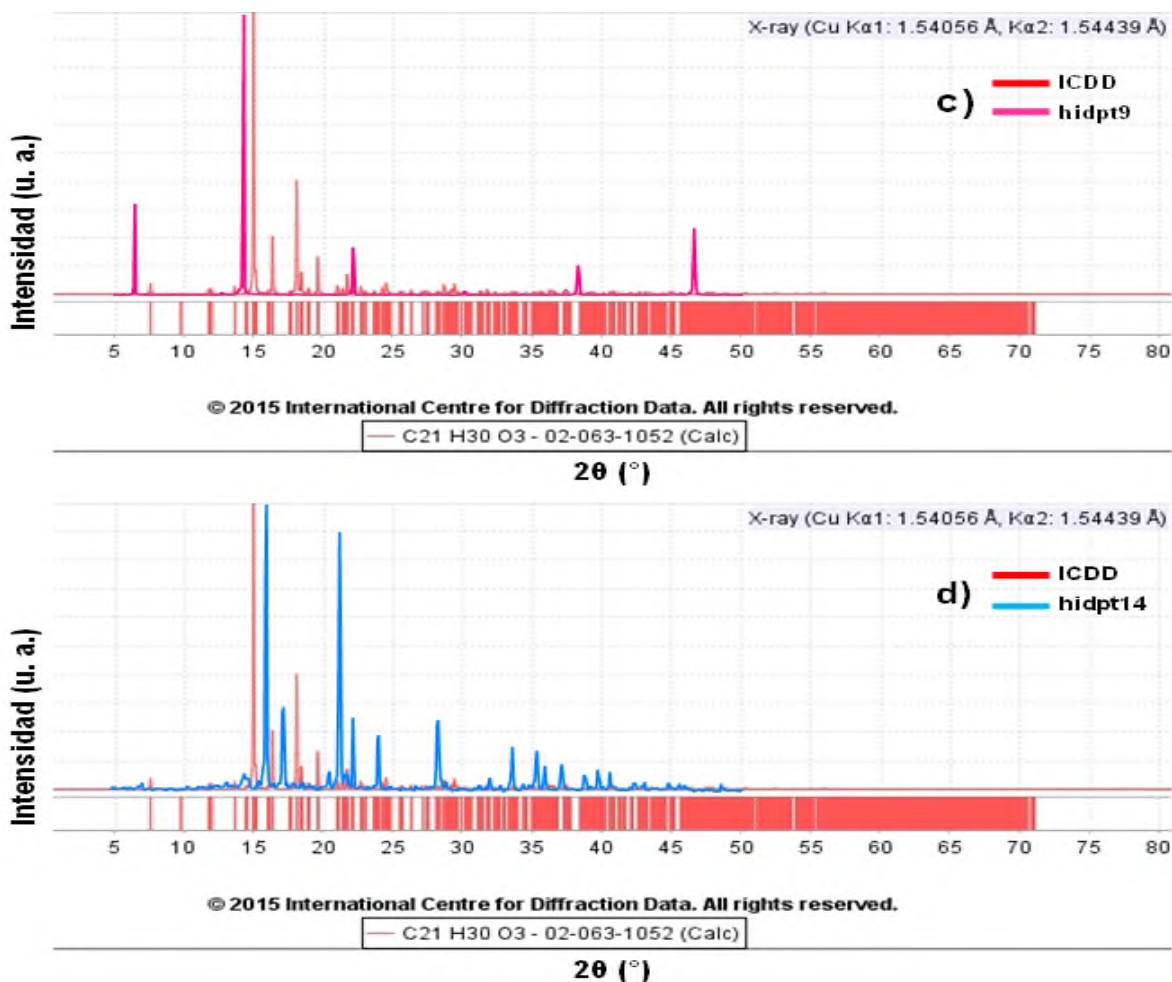 X-ray (Cu Kα1: 1.54056 Å, Kα2: 1.54439 Å)
c)
ICDD
hidpt9
Intensidad (u. a.)
5 10 15 20 25 30 35 40 45 50 55 60 65 70 75 80
© 2015 International Centre for Diffraction Data. All rights reserved.
C21 H30 O3 - 02-063-1052 (Calc)
2θ (°)
X-ray (Cu Kα1: 1.54056 Å, Kα2: 1.54439 Å)
d)
ICDD
hidpt14
Intensidad (u. a.)
5 10 15 20 25 30 35 40 45 50 55 60 65 70 75 80
© 2015 International Centre for Diffraction Data. All rights reserved.
C21 H30 O3 - 02-063-1052 (Calc)
2θ (°)